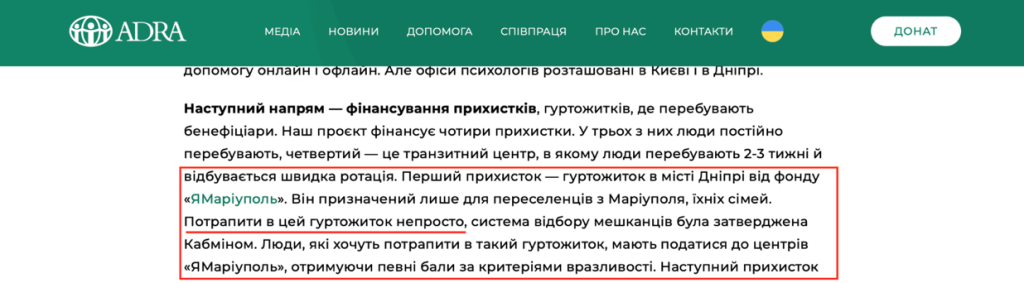 ADRA МЕДІА НОВИНИ ДОПОМОГА СПІВПРАЦЯ ПРО НАС КОНТАКТИ ДОНАТ
допомогу онлайн і офлайн. Але офіси психологів розташовані в Києві і в Дніпрі.
Наступний напрям — фінансування прихистків, гуртожитків, де перебувають
бенефіціари. Наш проєкт фінансує чотири прихистки. У трьох з них люди постійно
перебувають, четвертий — це транзитний центр, в якому люди перебувають 2-3 тижні й
відбувається швидка ротація. Перший прихисток — гуртожиток в місті Дніпрі від фонду
«ЯМаріуполь». Він призначений лише для переселенців з Маріуполя, їхніх сімей.
Потрапити в цей гуртожиток непросто, система відбору мешканців була затверджена
Кабміном. Люди, які хочуть потрапити в такий гуртожиток, мають податися до центрів
«ЯМаріуполь», отримуючи певні бали за критеріями вразливості. Наступний прихисток